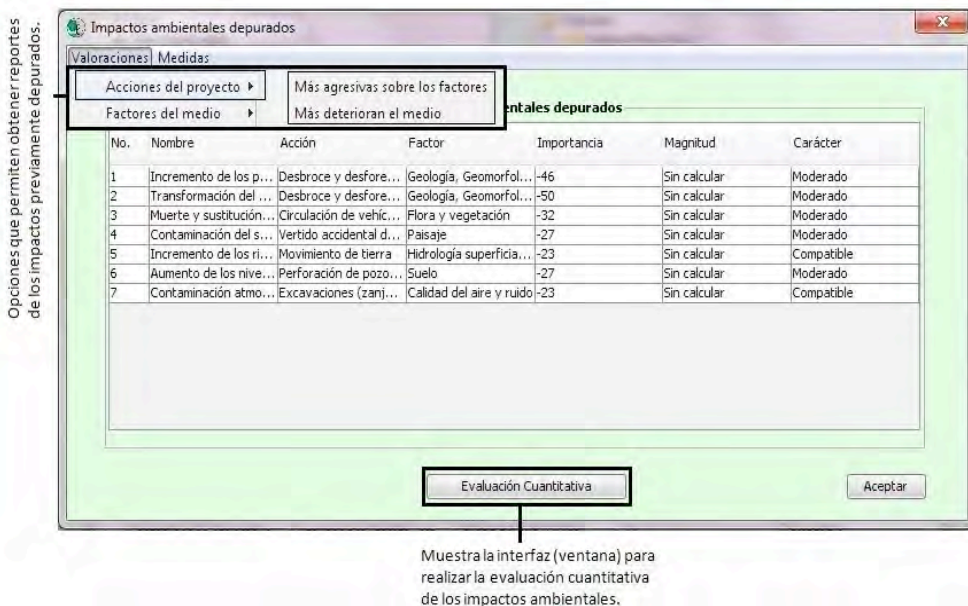 Opciones que permiten obtener reportes
de los impactos previamente depurados.
Impactos ambientales depurados
Valoraciones Medidas
Acciones del proyecto Más agresivas sobre los factores
Factores del medio Más deterioran el medio
entales depurados
No. Nombre Acción Factor Importancia Magnitud Carácter
1 Incremento de los p... Desbroce y desfore... Geología, Geomorfol... -46 Sin calcular Moderado
2 Transformación del ... Desbroce y desfore... Geología, Geomorfol... -50 Sin calcular Moderado
3 Muerte y sustitución... Circulación de vehíc... Flora y vegetación -32 Sin calcular Moderado
4 Contaminación del s... Vertido accidental d... Paisaje -27 Sin calcular Moderado
5 Incremento de los ri... Movimiento de tierra Hidrología superficia... -23 Sin calcular Compatible
6 Aumento de los nive... Perforación de pozo... Suelo -27 Sin calcular Moderado
7 Contaminación atmo... Excavaciones (zanj... Calidad del aire y ruido -23 Sin calcular Compatible
Evaluación Cuantitativa Aceptar
Muestra la interfaz (ventana) para
realizar la evaluación cuantitativa
de los impactos ambientales.